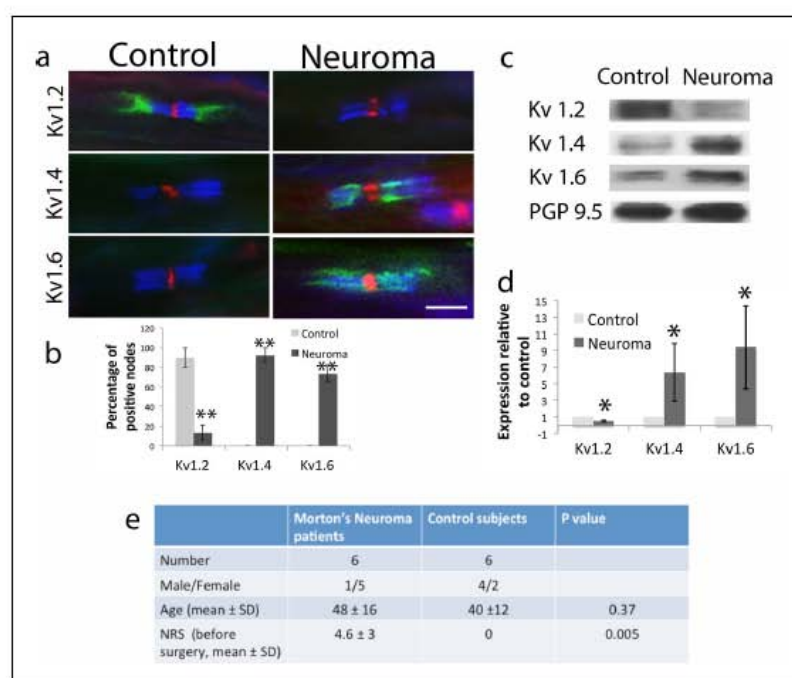 a
Control
Neuroma
Kv1.2
Kv1.4
Kv1.6
b
Percentage of
positive nodes
120
100
80
60
40
20
0
Control
Neuroma
**
**
**
Kv1.2
Kv1.4
Kv1.6
c
Control
Neuroma
Kv 1.2
Kv 1.4
Kv 1.6
PGP 9.5
d
Expression relative
to control
15
13
11
9
7
5
3
1
-1
Control
Neuroma
*
*
*
Kv1.2
Kv1.4
Kv1.6
e
Morton's Neuroma
patients
Control subjects
P value
Number
6
6
Male/Female
1/5
4/2
Age (mean ± SD)
48 ± 16
40 ±12
0.37
NRS (before
surgery, mean ± SD)
4.6 ± 3
0
0.005